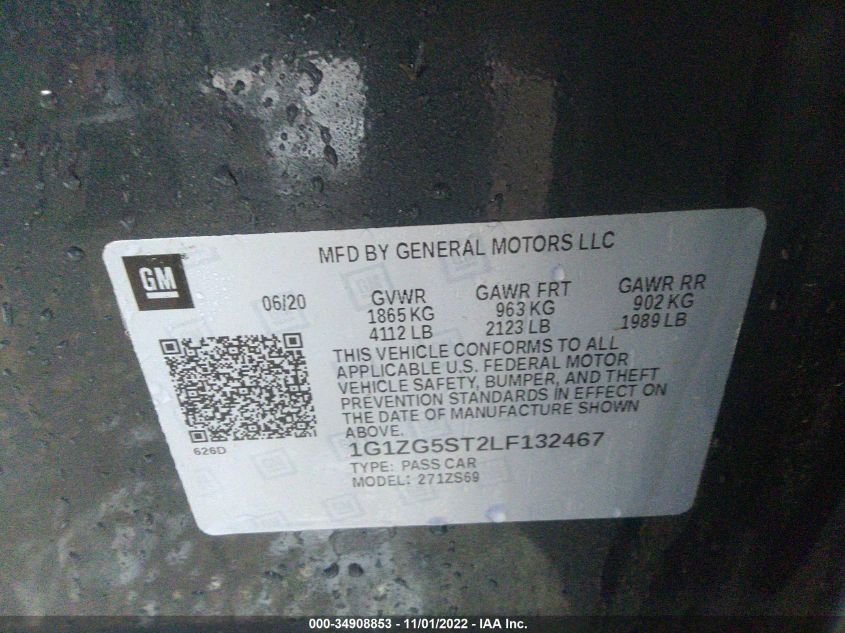 MFD BY GENERAL MOTORS LLC
GM
06/20
GVWR
1865 KG
4112 LB
GAWR FRT
963 KG
2123 LB
GAWR RR
902 KG
1989 LB
THIS VEHICLE CONFORMS TO ALL
APPLICABLE U.S. FEDERAL MOTOR
VEHICLE SAFETY, BUMPER, AND THEFT
PREVENTION STANDARDS IN EFFECT ON
THE DATE OF MANUFACTURE SHOWN
ABOVE.
626D
1G1ZG5ST2LF132467
TYPE: PASS CAR
MODEL: 271ZS69
000-34908853 - 11/01/2022 - IAA Inc.